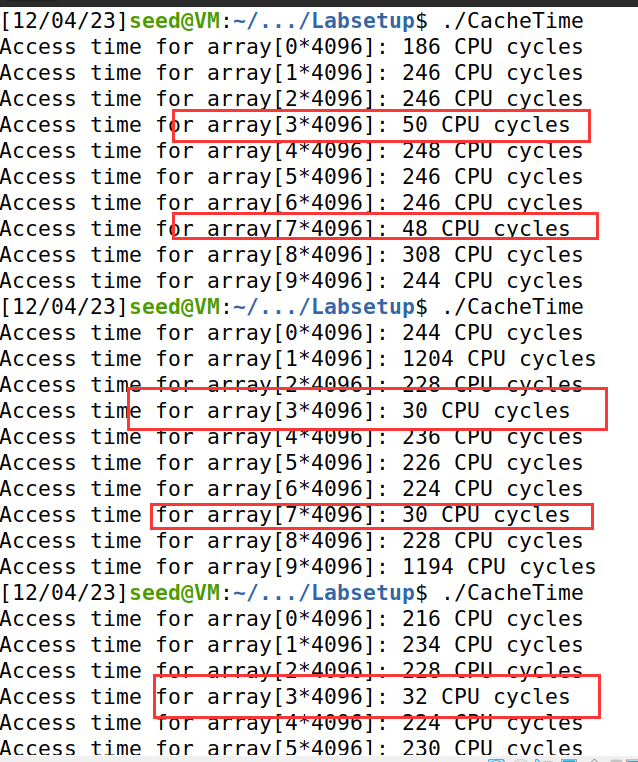 [12/04/23]seed@VM:~/.../Labsetup$ ./CacheTime
Access time for array[0*4096]: 186 CPU cycles
Access time for array[1*4096]: 246 CPU cycles
Access time for array[2*4096]: 246 CPU cycles
Access time for array[3*4096]: 50 CPU cycles
Access time for array[4*4096]: 248 CPU cycles
Access time for array[5*4096]: 246 CPU cycles
Access time for array[6*4096]: 246 CPU cycles
Access time for array[7*4096]: 48 CPU cycles
Access time for array[8*4096]: 308 CPU cycles
Access time for array[9*4096]: 244 CPU cycles
[12/04/23]seed@VM:~/.../Labsetup$ ./CacheTime
Access time for array[0*4096]: 244 CPU cycles
Access time for array[1*4096]: 1204 CPU cycles
Access time for array[2*4096]: 228 CPU cycles
Access time for array[3*4096]: 30 CPU cycles
Access time for array[4*4096]: 236 CPU cycles
Access time for array[5*4096]: 226 CPU cycles
Access time for array[6*4096]: 224 CPU cycles
Access time for array[7*4096]: 30 CPU cycles
Access time for array[8*4096]: 228 CPU cycles
Access time for array[9*4096]: 1194 CPU cycles
[12/04/23]seed@VM:~/.../Labsetup$ ./CacheTime
Access time for array[0*4096]: 216 CPU cycles
Access time for array[1*4096]: 234 CPU cycles
Access time for array[2*4096]: 228 CPU cycles
Access time for array[3*4096]: 32 CPU cycles
Access time for array[4*4096]: 224 CPU cycles
Access time for array[5*4096]: 230 CPU cycles